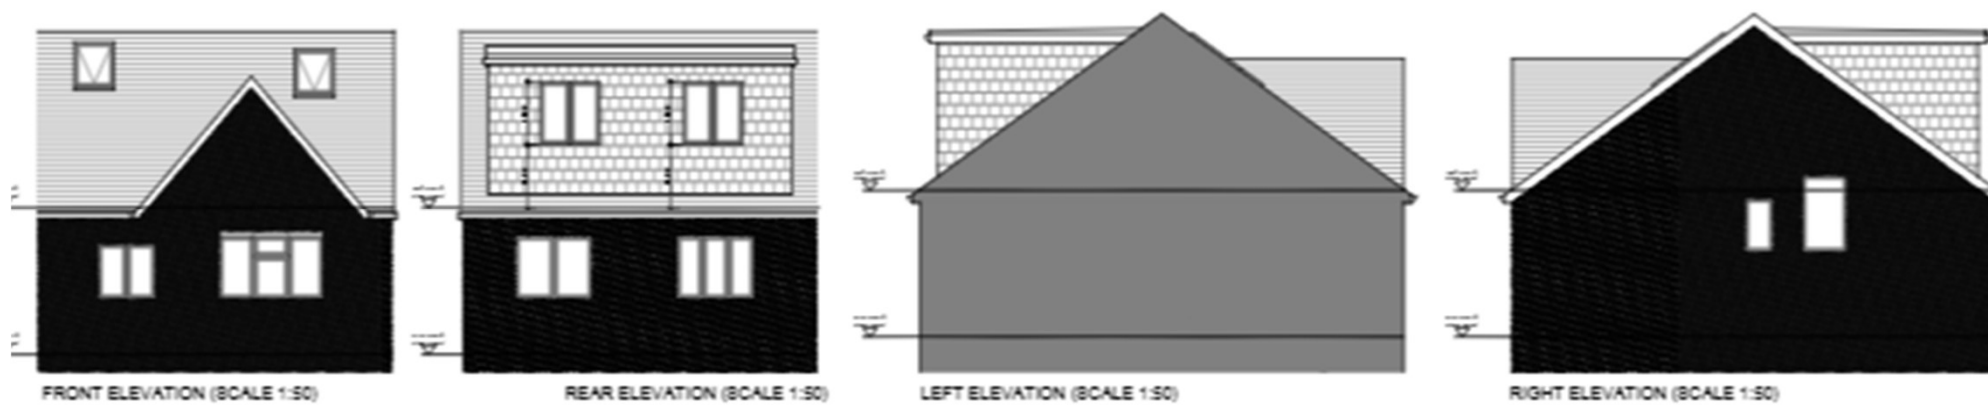 FRONT ELEVATION (SCALE 1:50)
REAR ELEVATION (SCALE 1:50)
LEFT ELEVATION (SCALE 1:50)
RIGHT ELEVATION (SCALE 1:50)